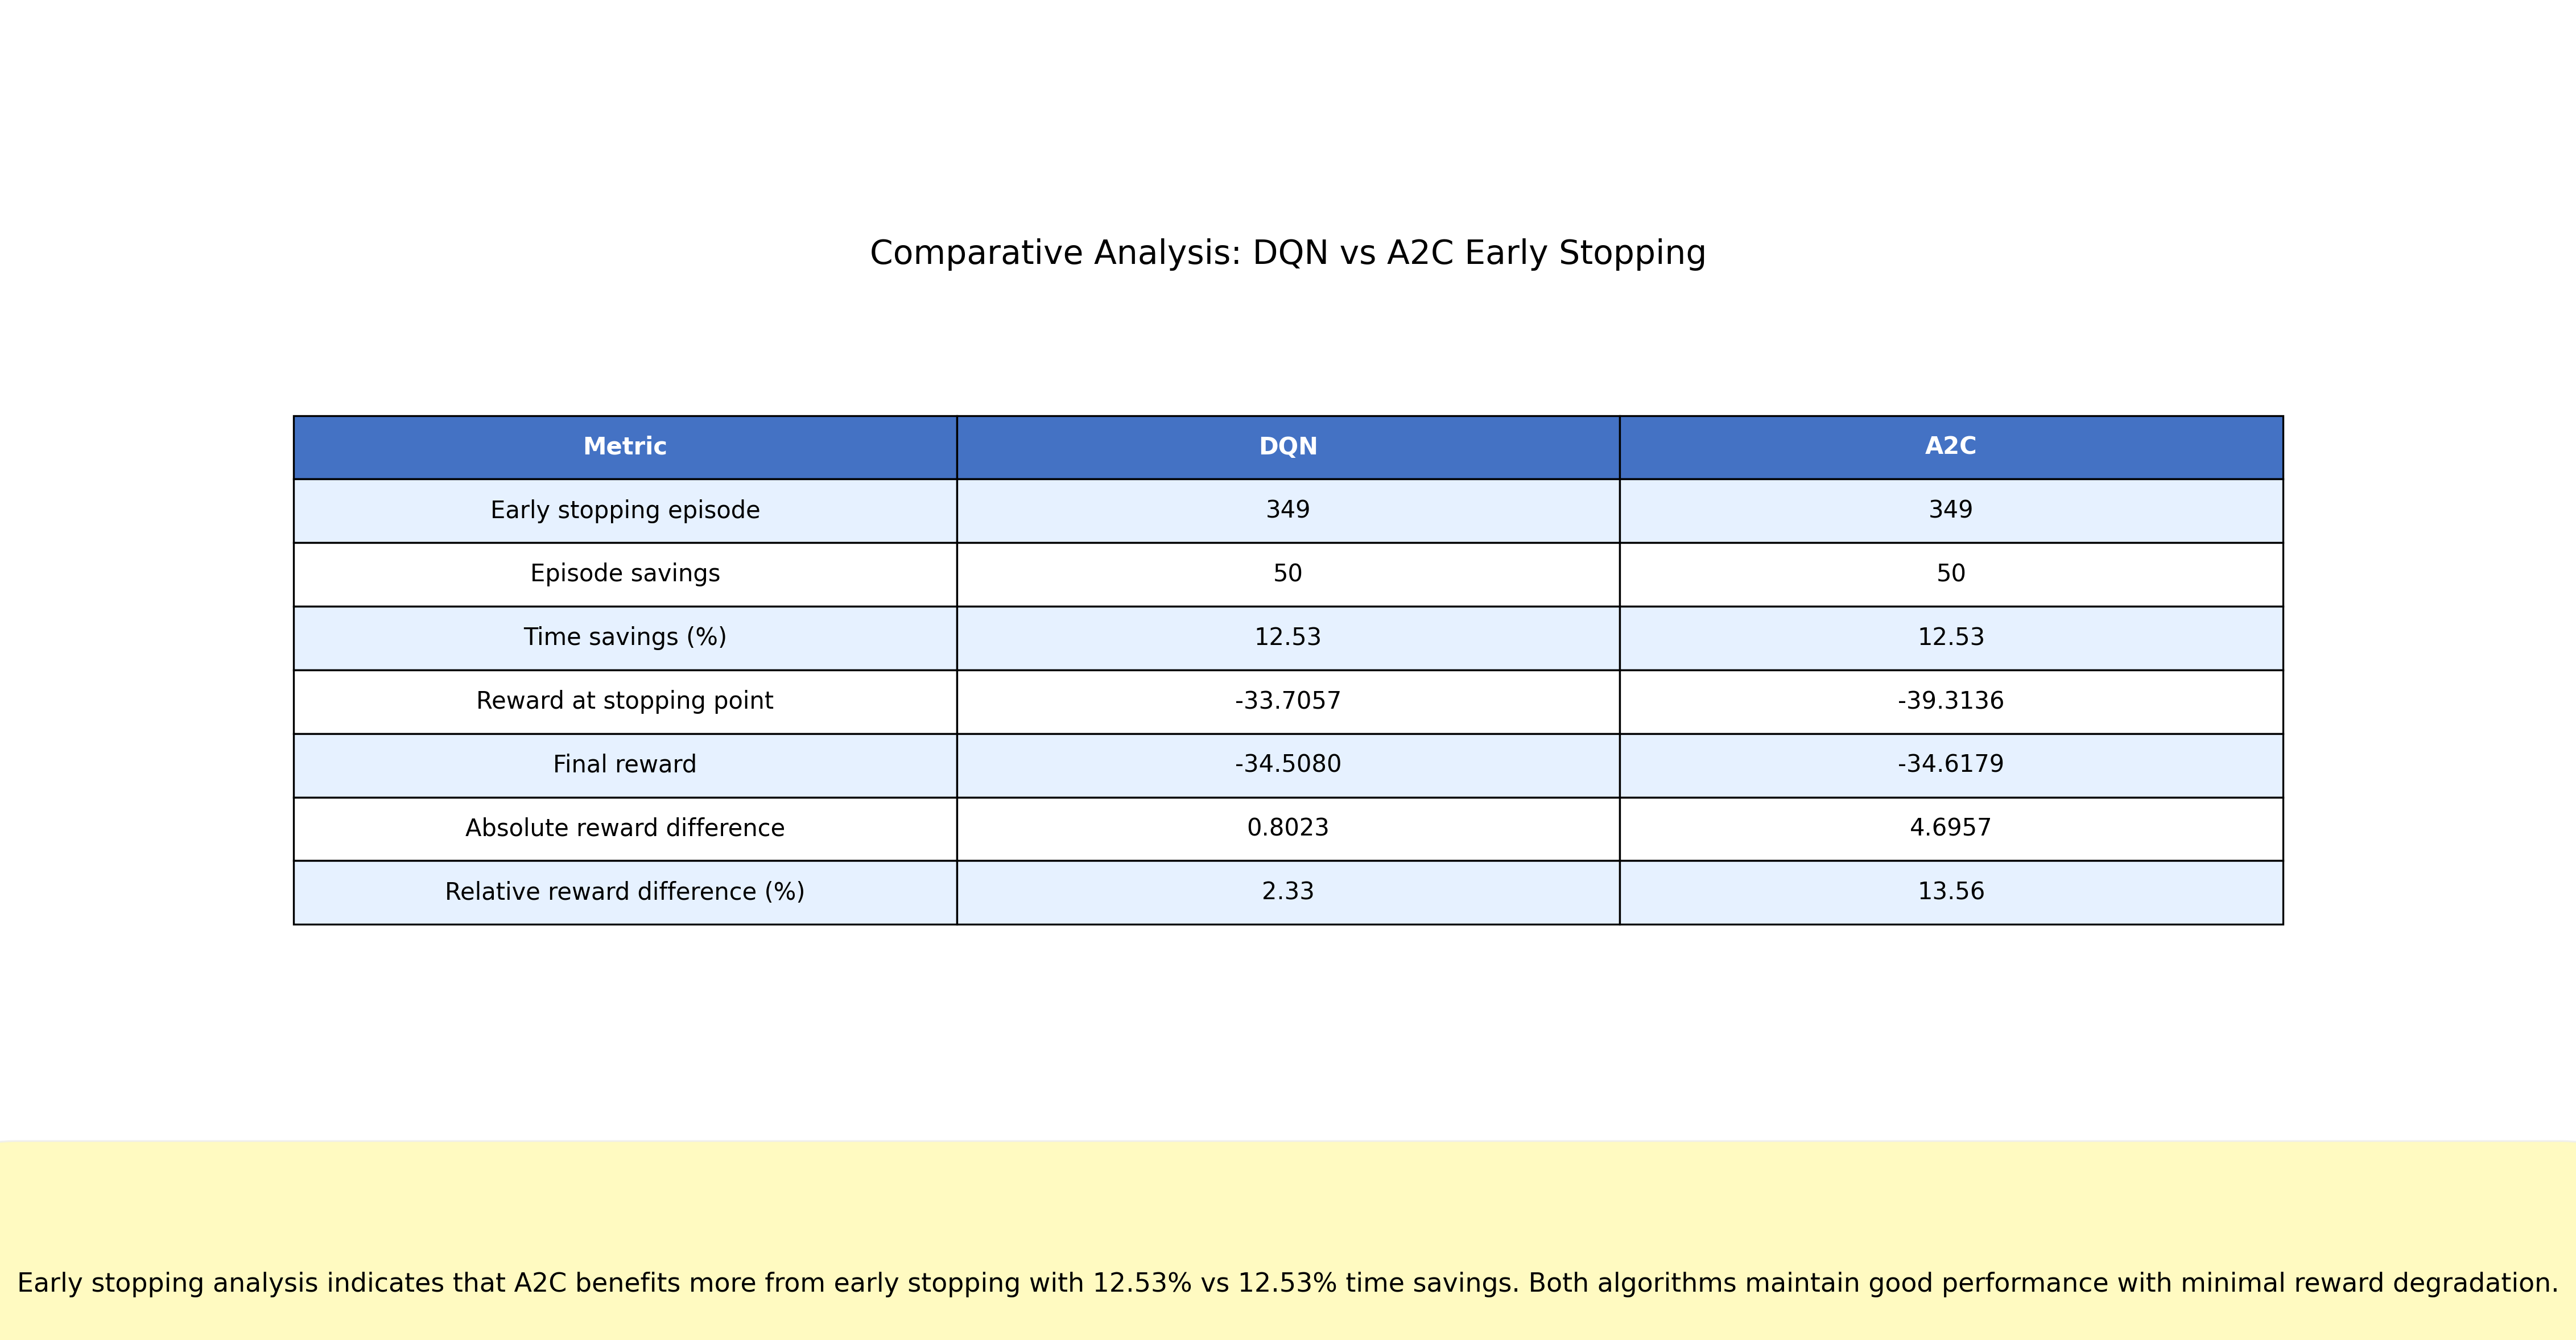 Comparative Analysis: DQN vs A2C Early Stopping
Metric DQN A2C
Early stopping episode 349 349
Episode savings 50 50
Time savings (%) 12.53 12.53
Reward at stopping point -33.7057 -39.3136
Final reward -34.5080 -34.6179
Absolute reward difference 0.8023 4.6957
Relative reward difference (%) 2.33 13.56
Early stopping analysis indicates that A2C benefits more from early stopping with 12.53% vs 12.53% time savings. Both algorithms maintain good performance with minimal reward degradation.